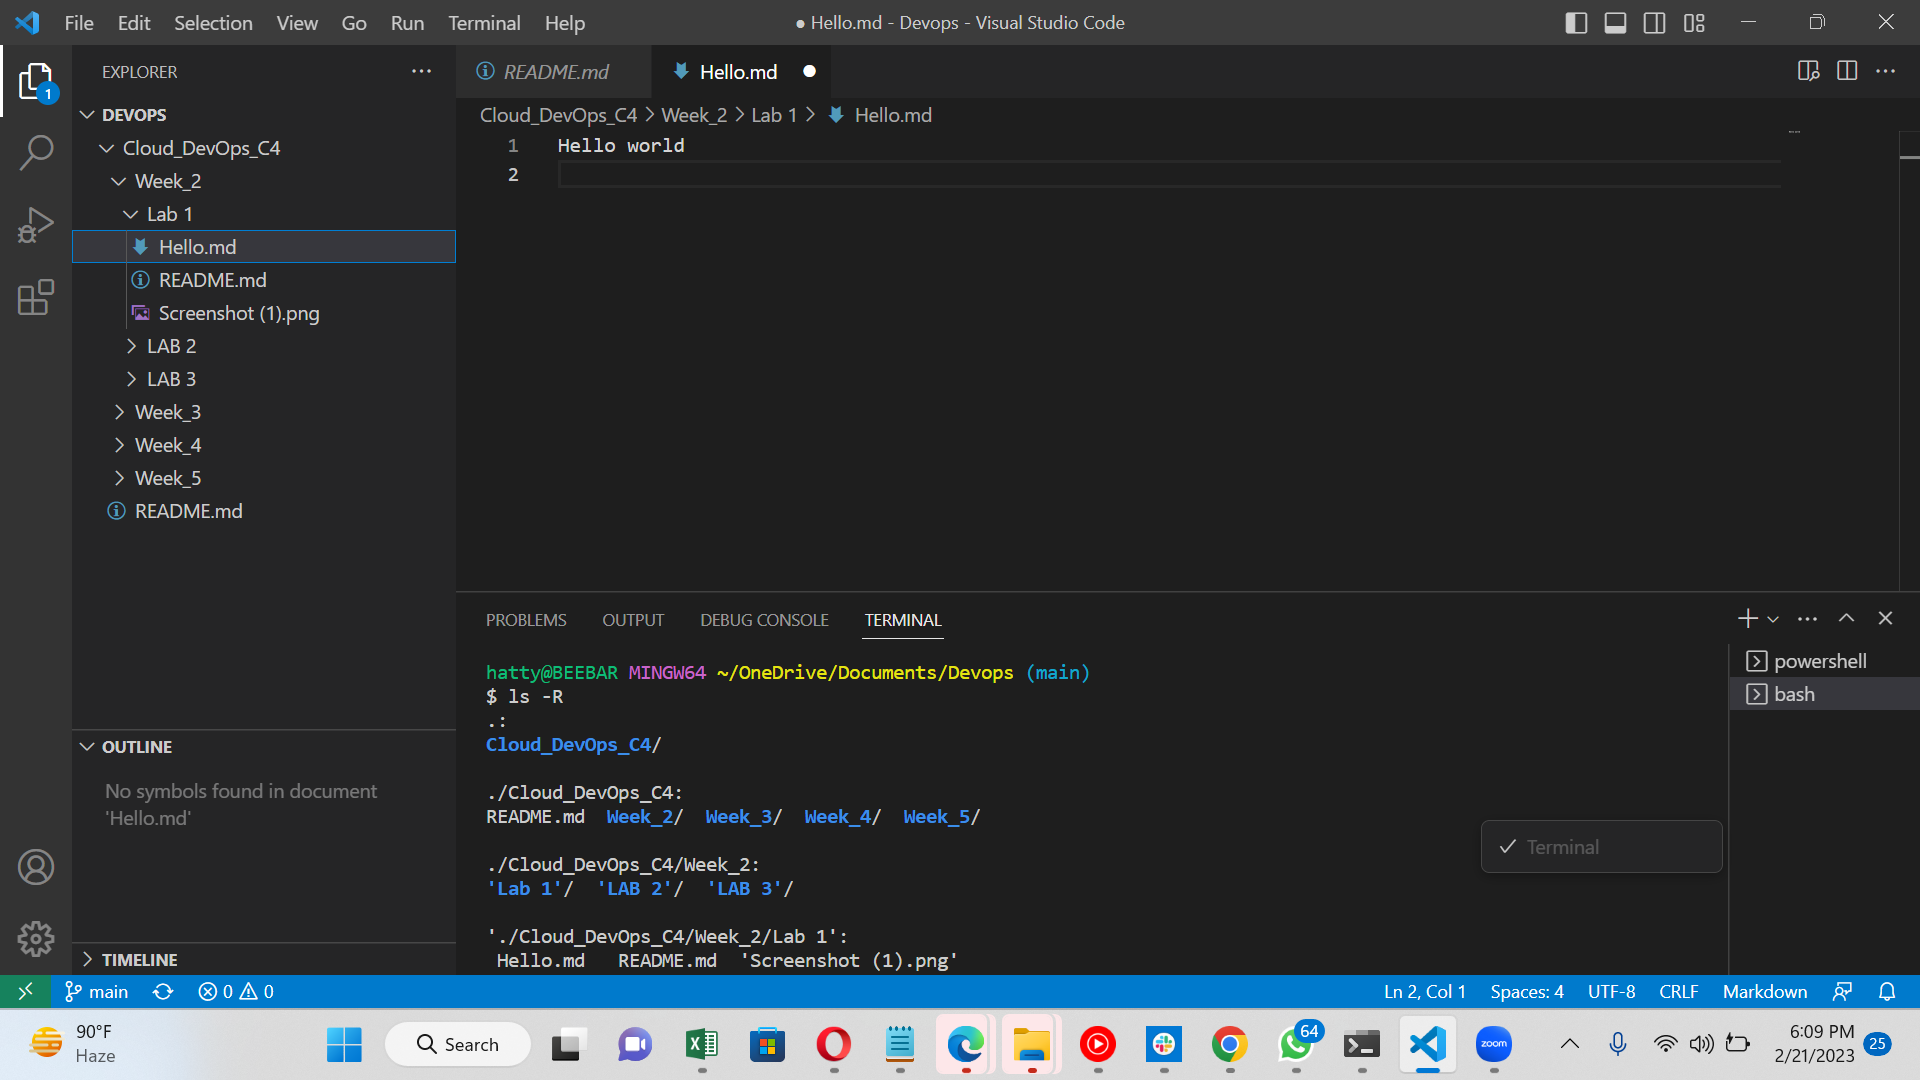 File Edit Selection View Go Run Terminal Help
● Hello.md - Devops - Visual Studio Code
1
EXPLORER
DEVOPS
Cloud_DevOps_C4
Week_2
Lab 1
Hello.md
README.md
Screenshot (1).png
LAB 2
LAB 3
Week_3
Week_4
Week_5
README.md
OUTLINE
No symbols found in document
'Hello.md'
TIMELINE
README.md Hello.md
Cloud_DevOps_C4 > Week_2 > Lab 1 > Hello.md
1 Hello world
2
PROBLEMS OUTPUT DEBUG CONSOLE TERMINAL
hatty@BEEBAR MINGW64 ~/OneDrive/Documents/Devops (main)
$ ls -R
.:
Cloud_DevOps_C4/
./Cloud_DevOps_C4:
README.md Week_2/ Week_3/ Week_4/ Week_5/
./Cloud_DevOps_C4/Week_2:
'Lab 1'/ 'LAB 2'/ 'LAB 3'/
'./Cloud_DevOps_C4/Week_2/Lab 1':
Hello.md README.md 'Screenshot (1).png'
powershell
bash
Terminal
main 0 0 Ln 2, Col 1 Spaces: 4 UTF-8 CRLF Markdown
90°F
Haze
Search
64
zoom
6:09 PM
2/21/2023
25